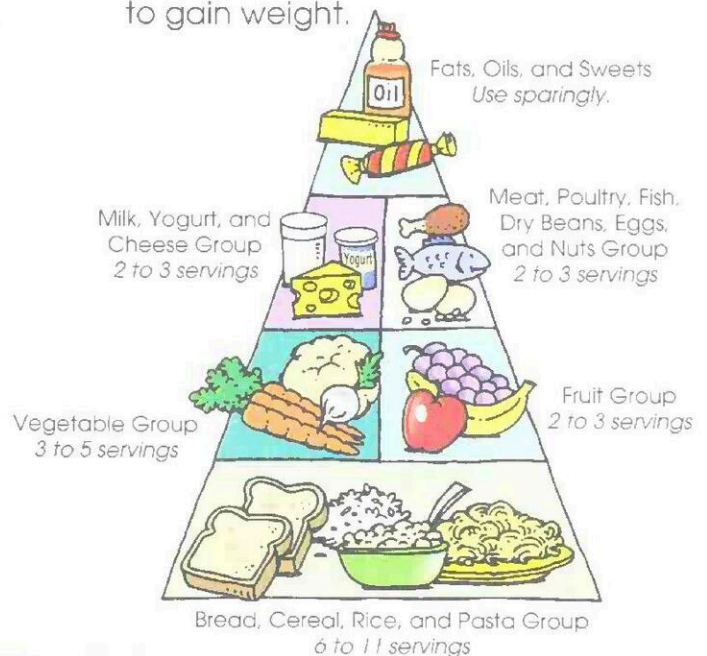 to gain weight.
Oil
Fats, Oils, and Sweets
Use sparingly.
Milk, Yogurt, and
Cheese Group
2 to 3 servings
Yogurt
Meat, Poultry, Fish,
Dry Beans, Eggs,
and Nuts Group
2 to 3 servings
Vegetable Group
3 to 5 servings
Fruit Group
2 to 3 servings
Bread, Cereal, Rice, and Pasta Group
6 to 11 servings